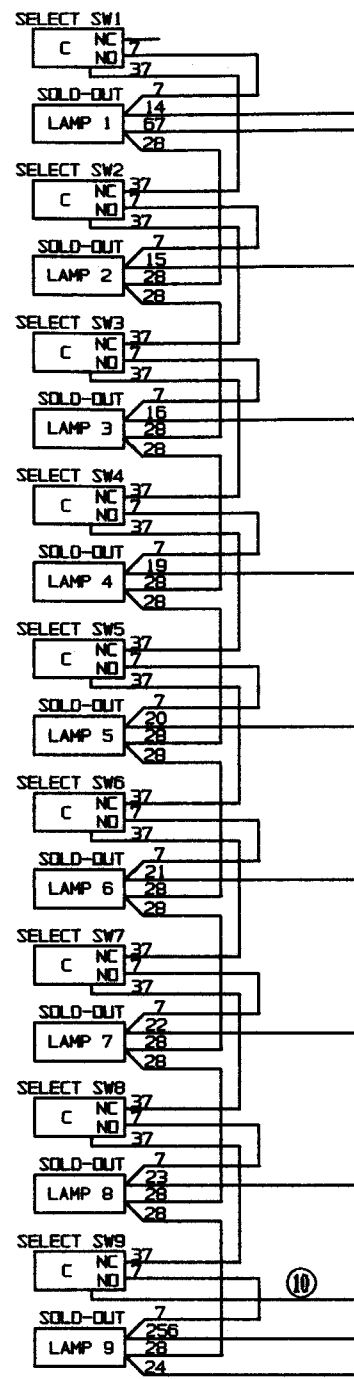 SELECT SW1
C NC
NO 7
37
SOLD-OUT 7
14
LAMP 1 67
28
SELECT SW2
C NC 37
NO 7
37
SOLD-OUT 7
15
LAMP 2 28
28
SELECT SW3
C NC 37
NO 7
37
SOLD-OUT 7
16
LAMP 3 28
28
SELECT SW4
C NC 37
NO 7
37
SOLD-OUT 7
19
LAMP 4 28
28
SELECT SW5
C NC 37
NO 7
37
SOLD-OUT 7
20
LAMP 5 28
28
SELECT SW6
C NC 37
NO 7
37
SOLD-OUT 7
21
LAMP 6 28
28
SELECT SW7
C NC 37
NO 7
37
SOLD-OUT 7
22
LAMP 7 28
28
SELECT SW8
C NC 37
NO 7
37
SOLD-OUT 7
23
LAMP 8 28
28
SELECT SW9
C NC 37
NO 7
10
SOLD-OUT 7
256
LAMP 9 28
24